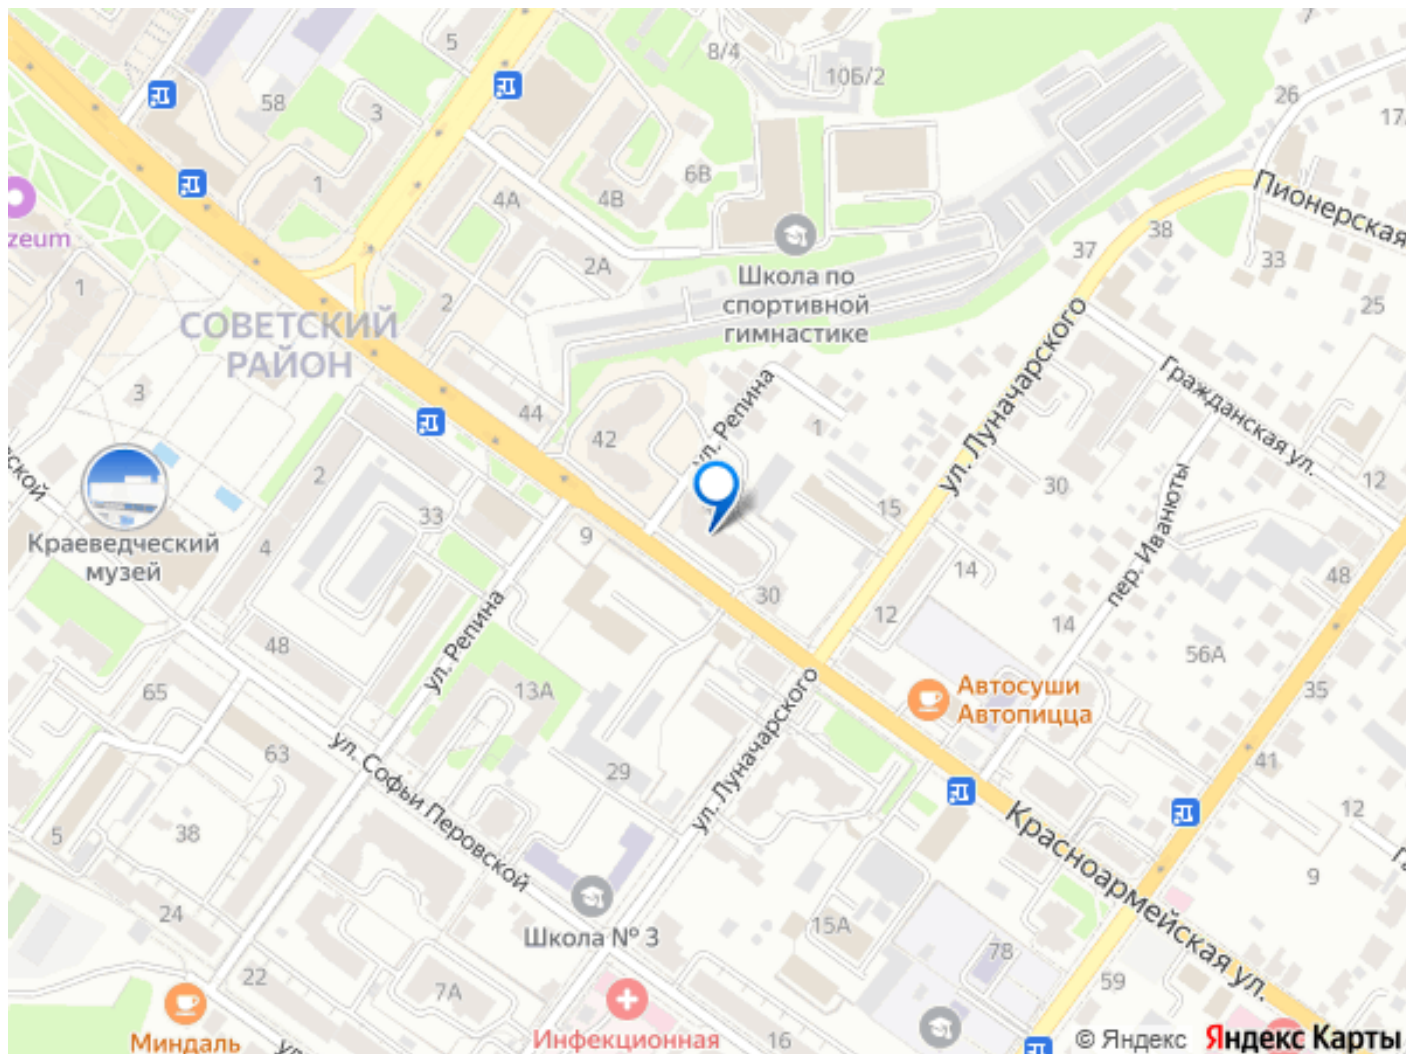 5
8/4
10Б/2
7
26
17
58
3
1
6В
4А
4В
Пионерская
38
37
33
zeum
2А
Школа по
спортивной
гимнастике
1
2
25
СОВЕТСКИЙ
РАЙОН
ул. Луначарского
Гражданская ул.
3
44
42
ул. Репина
1
2
30
12
ской
33
15
9
пер. Иванюты
Краеведческий
музей
4
14
48
30
12
14
ул. Репина
48
56А
65
13А
Автосуши
Автопицца
35
63
ул. Софьи Перовской
29
ул. Луначарского
41
5
38
12
Красноармейская ул.
9
24
15А
Школа № 3
78
22
7А
59
Миндаль
ул
Инфекционная
16
© Яндекс
Яндекс Карты